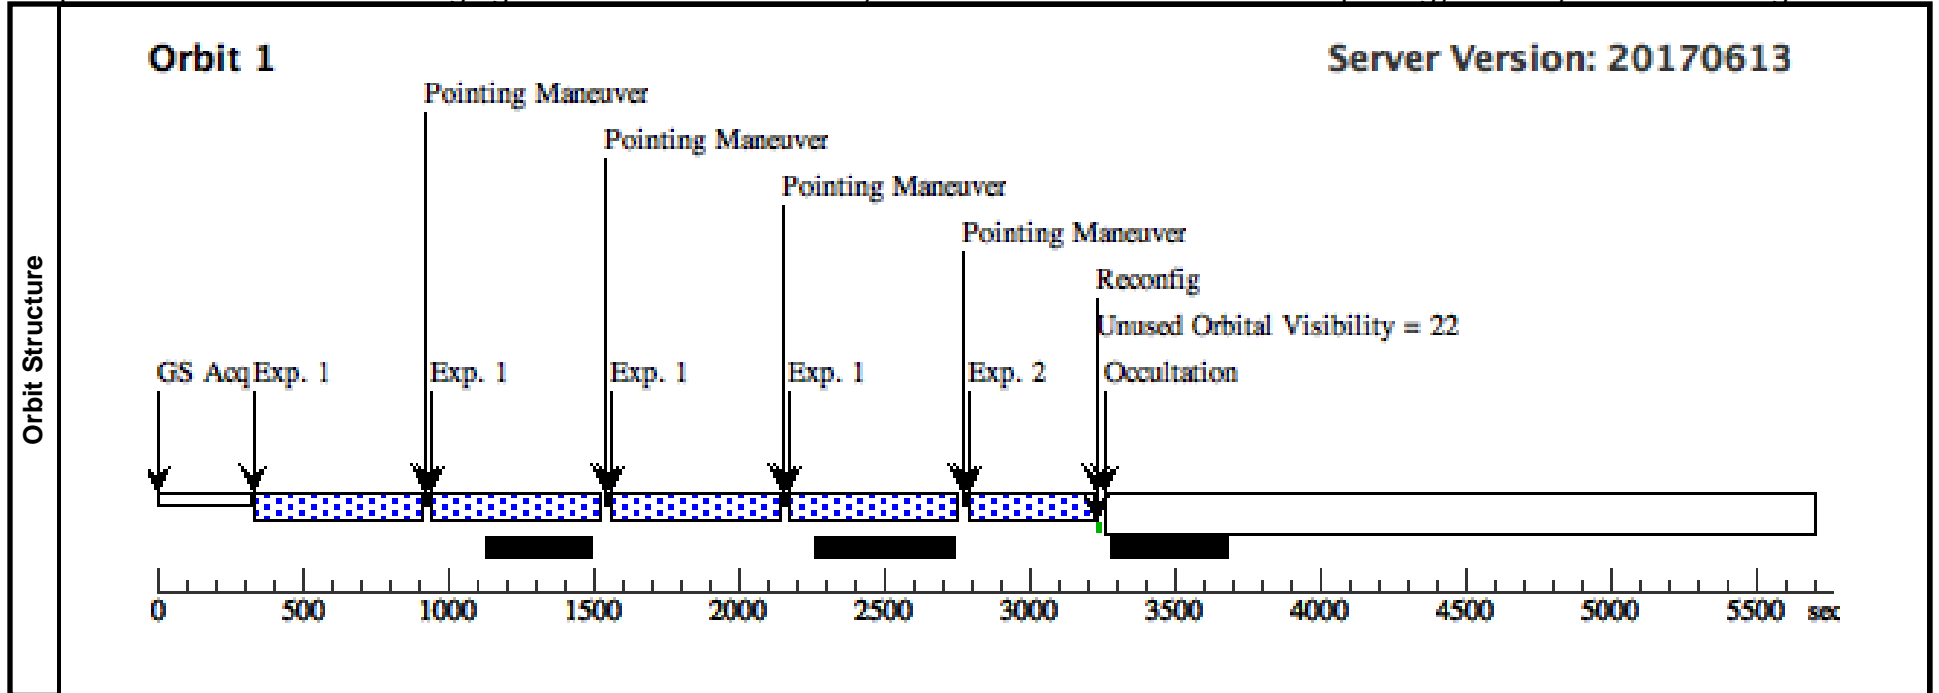 Orbit Structure
Orbit 1
Server Version: 20170613
Pointing Maneuver
Pointing Maneuver
Pointing Maneuver
Pointing Maneuver
Reconfig
Unused Orbital Visibility = 22
GS Acq Exp. 1 Exp. 1 Exp. 1 Exp. 1 Exp. 2 Occultation
0 500 1000 1500 2000 2500 3000 3500 4000 4500 5000 5500 sec